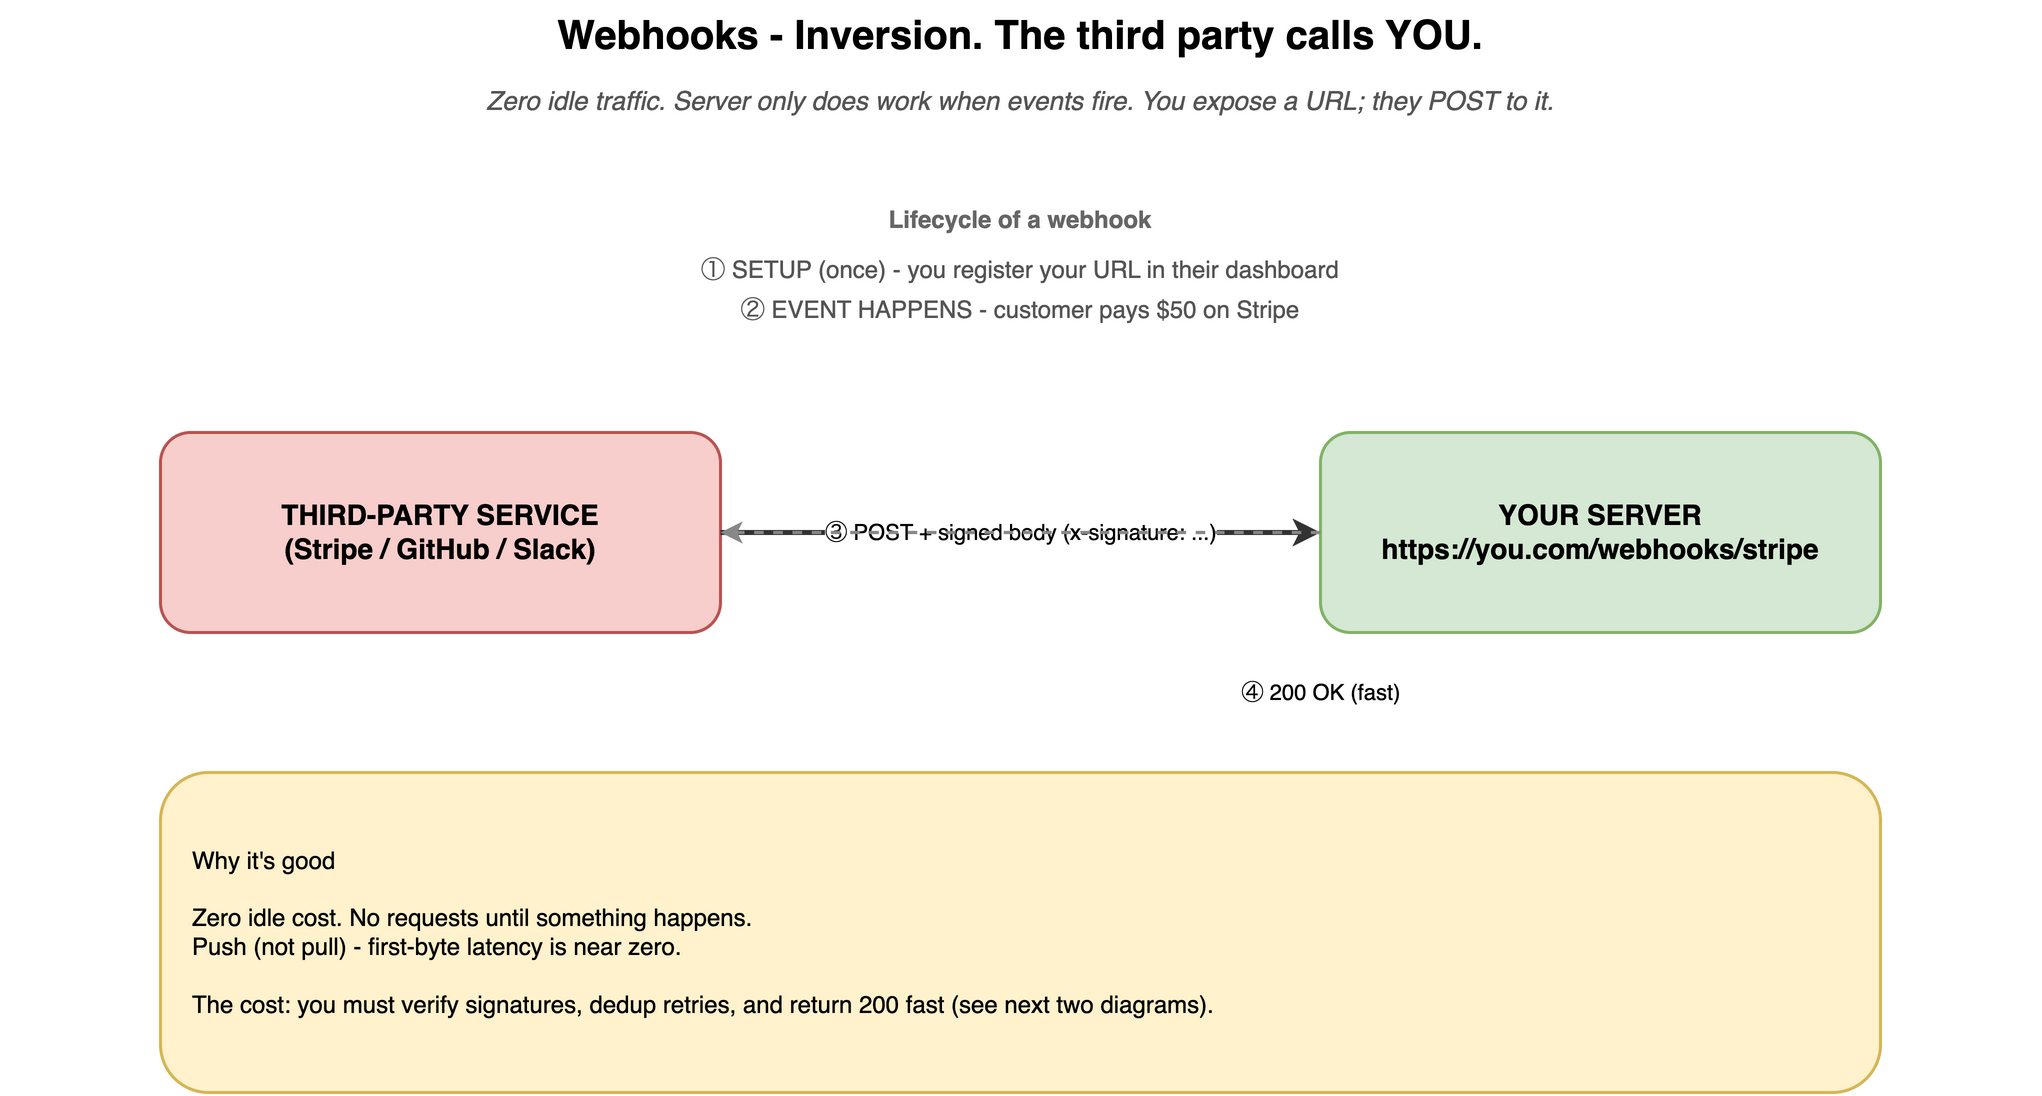 Webhooks - Inversion. The third party calls YOU.
Zero idle traffic. Server only does work when events fire. You expose a URL; they POST to it.
Lifecycle of a webhook
① SETUP (once) - you register your URL in their dashboard
② EVENT HAPPENS - customer pays $50 on Stripe
THIRD-PARTY SERVICE
(Stripe / GitHub / Slack)
③ POST + signed body (x-signature: ...)
YOUR SERVER
https://you.com/webhooks/stripe
④ 200 OK (fast)
Why it's good
Zero idle cost. No requests until something happens.
Push (not pull) - first-byte latency is near zero.
The cost: you must verify signatures, dedup retries, and return 200 fast (see next two diagrams).